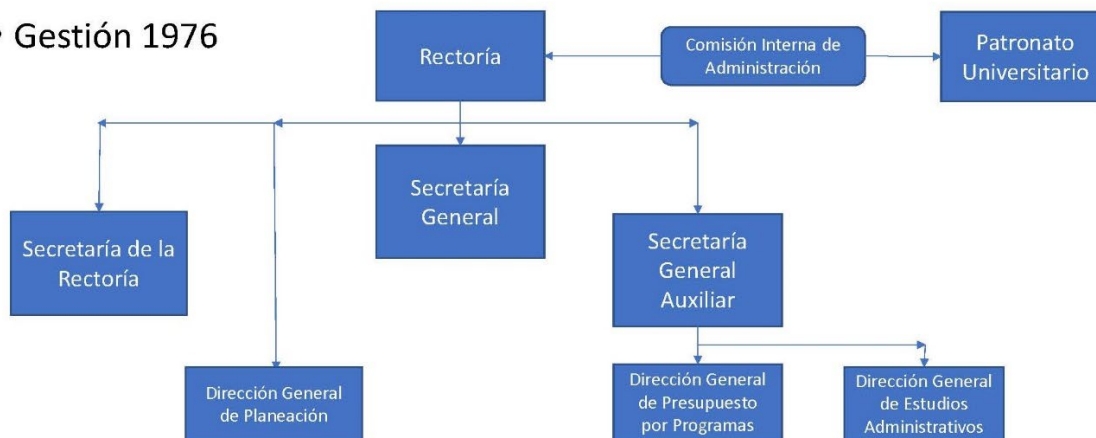 • Gestión 1976
Rectoría
Comisión Interna de
Administración
Patronato
Universitario
Secretaría
General
Secretaría de la
Rectoría
Secretaría
General
Auxiliar
Dirección General
de Planeación
Dirección General
de Presupuesto
por Programas
Dirección General
de Estudios
Administrativos